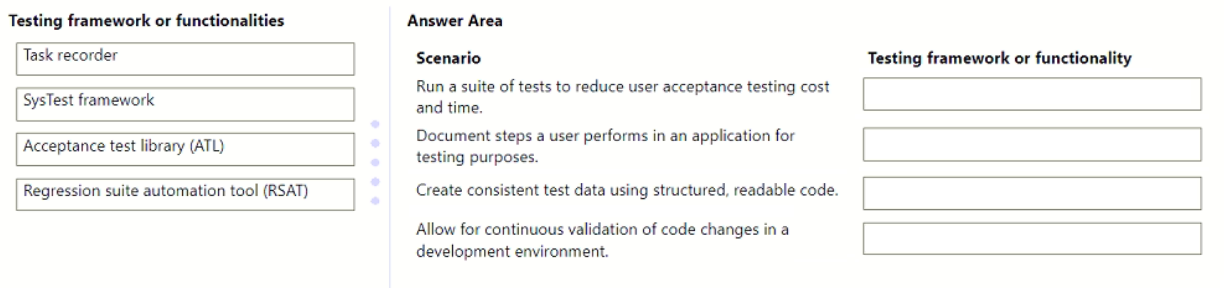 Testing framework or functionalities
Task recorder
SysTest framework
Acceptance test library (ATL)
Regression suite automation tool (RSAT)
Answer Area
Scenario
Testing framework or functionality
Run a suite of tests to reduce user acceptance testing cost
and time.
Document steps a user performs in an application for
testing purposes.
Create consistent test data using structured, readable code.
Allow for continuous validation of code changes in a
development environment.